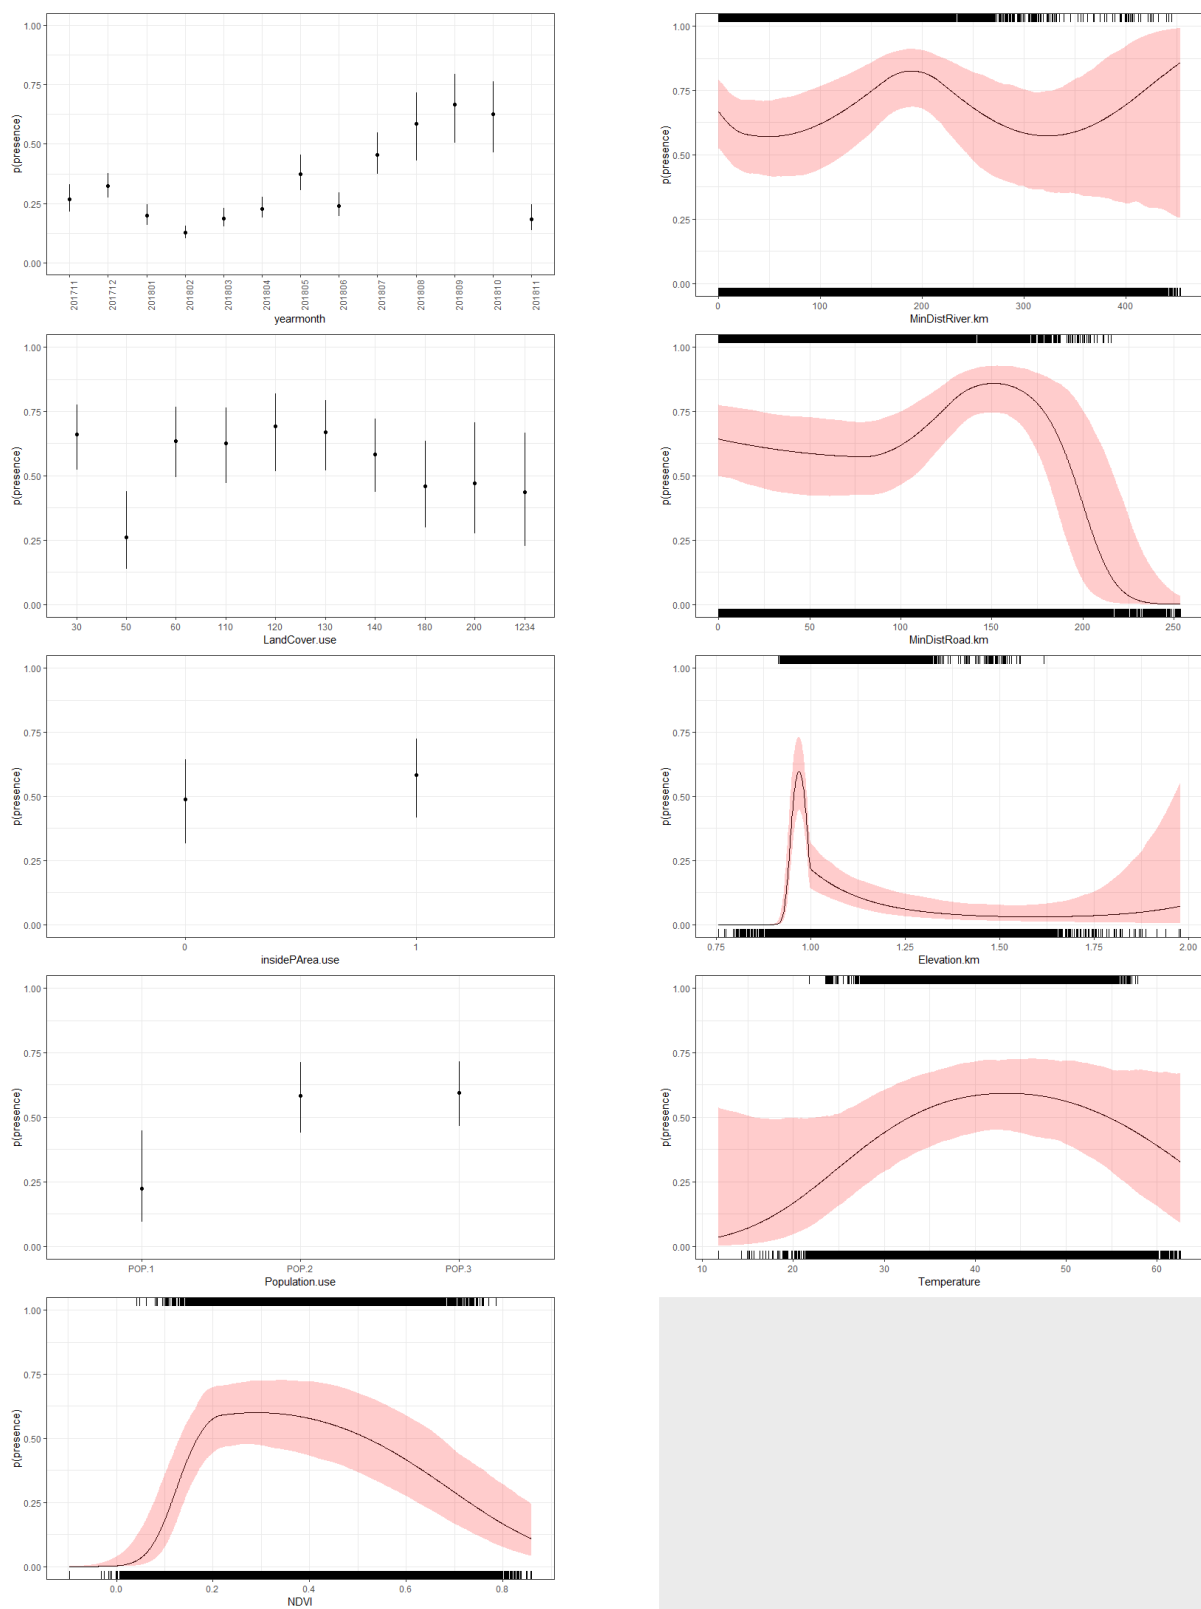 1.00
0.75
0.50
0.25
0.00
p(presence)
201711 201712 201801 201802 201803 201804 201805 201806 201807 201808 201809 201810 201811
yearmonth
1.00
0.75
0.50
0.25
0.00
p(presence)
0 100 200 300 400
MinDistRiver.km
1.00
0.75
0.50
0.25
0.00
p(presence)
30 50 60 110 120 130 140 180 200 1234
LandCover.use
1.00
0.75
0.50
0.25
0.00
p(presence)
0 50 100 150 200 250
MinDistRoad.km
1.00
0.75
0.50
0.25
0.00
p(presence)
0 1
insidePArea.use
1.00
0.75
0.50
0.25
0.00
p(presence)
0.75 1.00 1.25 1.50 1.75 2.00
Elevation.km
1.00
0.75
0.50
0.25
0.00
p(presence)
POP.1 POP.2 POP.3
Population.use
1.00
0.75
0.50
0.25
0.00
p(presence)
10 20 30 40 50 60
Temperature
1.00
0.75
0.50
0.25
0.00
p(presence)
0.0 0.2 0.4 0.6 0.8
NDVI